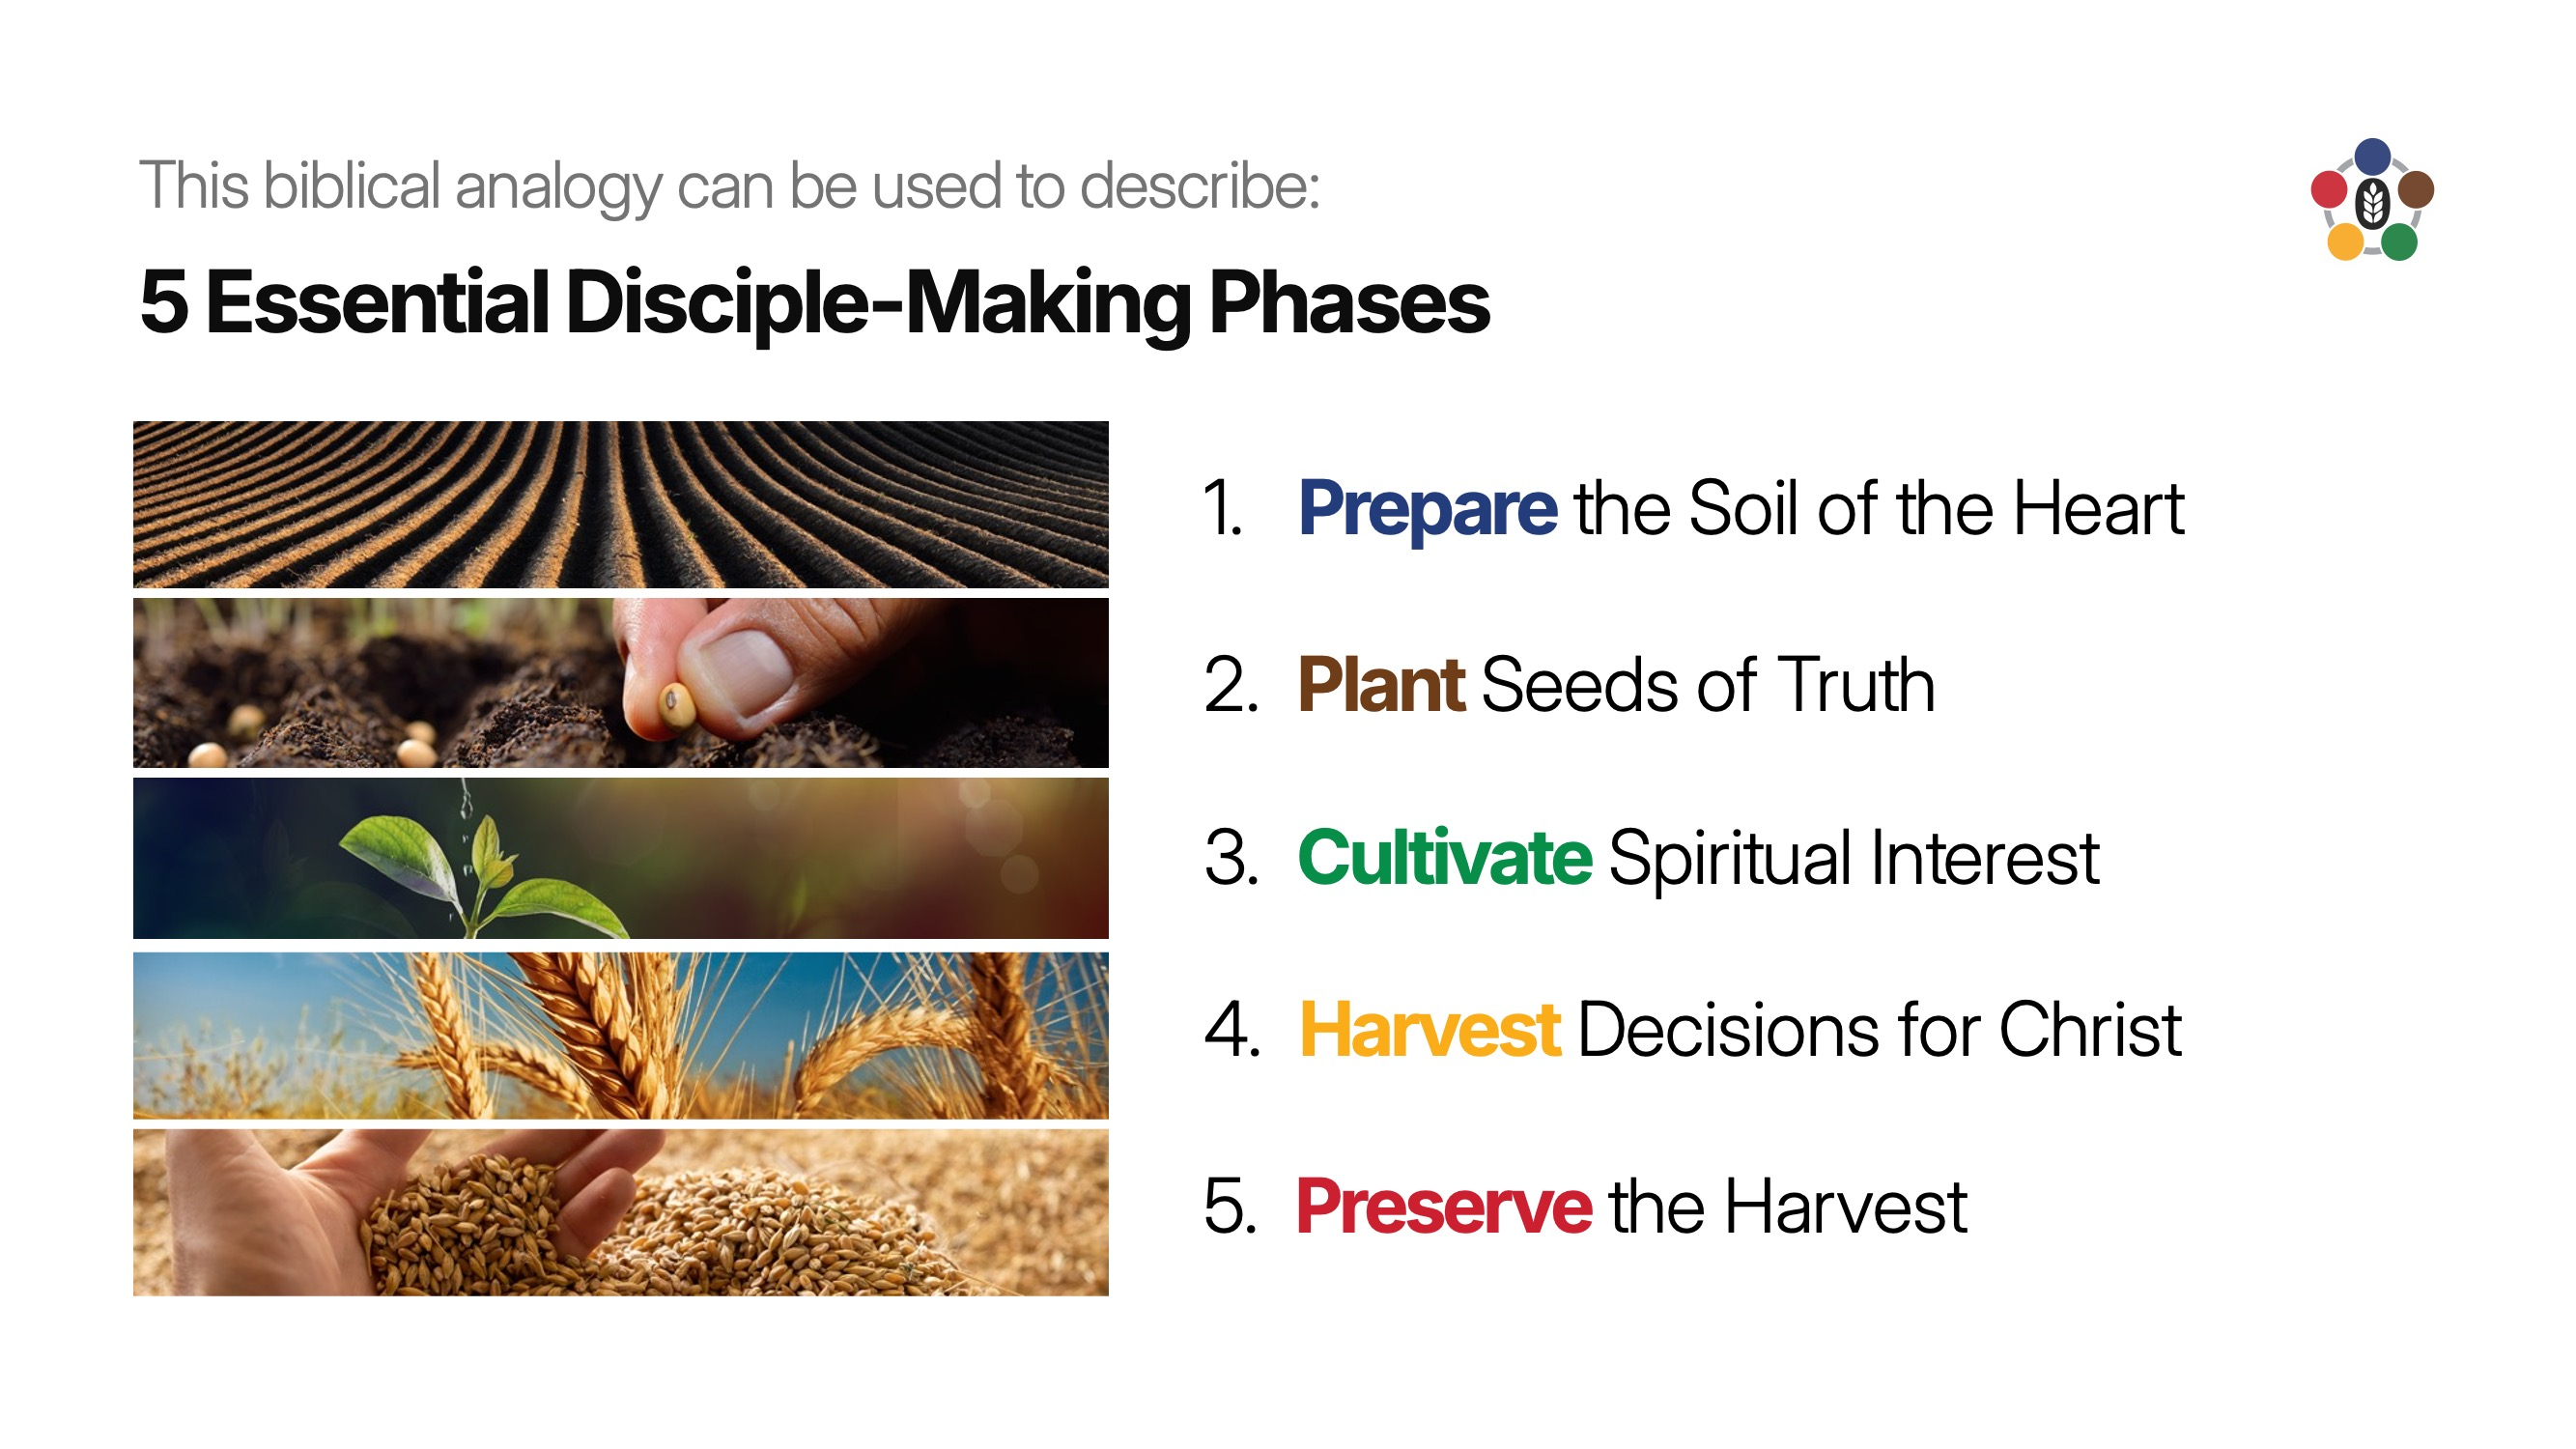 This biblical analogy can be used to describe:
5 Essential Disciple-Making Phases
1. Prepare the Soil of the Heart
2. Plant Seeds of Truth
3. Cultivate Spiritual Interest
4. Harvest Decisions for Christ
5. Preserve the Harvest